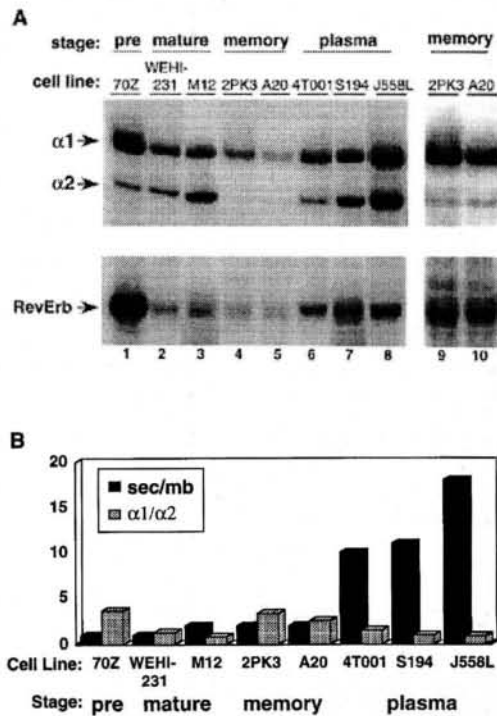 A
stage: pre mature memory plasma memory
cell line: 70Z WEHI-231 M12 2PK3 A20 4T001 S194 J558L 2PK3 A20
α1
α2
RevErb
1 2 3 4 5 6 7 8 9 10
B
20
15
10
5
0
sec/mb
α1/α2
Cell Line: 70Z WEHI-231 M12 2PK3 A20 4T001 S194 J558L
Stage: pre mature memory plasma